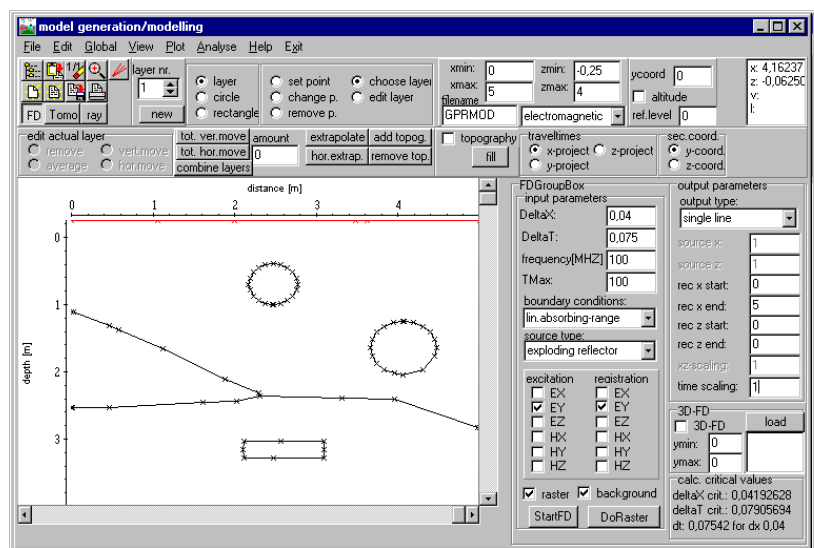 model generation/modelling
File Edit Global View Plot Analyse Help Exit
layer nr.
1
new
FD Tomo ray
layer
circle
rectangle
set point
change p.
remove p.
choose layer
edit layer
xmin: 0
xmax: 5
zmin: -0,25
zmax: 4
filename
GPRMOD
electromagnetic
ycoord 0
altitude
ref.level 0
x: 4,16237
z: -0,06250
v:
l:
edit actual layer
remove vert.move
average hor.move
tot. ver.move
tot. hor.move
combine layers
amount
0
extrapolate add topog.
hor.extrap. remove top.
topography
fill
traveltimes
x-project z-project
y-project
sec.coord.
y-coord.
z-coord.
distance [m]
0 1 2 3 4
depth [m]
0
1
2
3
FDGroupBox
input parameters
DeltaX: 0,04
DeltaT: 0,075
frequency[MHZ] 100
TMax: 100
boundary conditions:
lin.absorbing-range
source type:
exploding reflector
excitation registration
EX EX
EY EY
EZ EZ
HX HX
HY HY
HZ HZ
raster background
StartFD DoRaster
output parameters
output type:
single line
source x: 1
source z: 1
rec x start: 0
rec x end: 5
rec z start: 0
rec z end: 0
xz-scaling: 1
time scaling: 1
3D-FD
3D-FD load
ymin: 0
ymax: 0
calc. critical values
deltaX crit.: 0,04192628
deltaT crit.: 0,07905694
dt: 0,07542 for dx 0,04